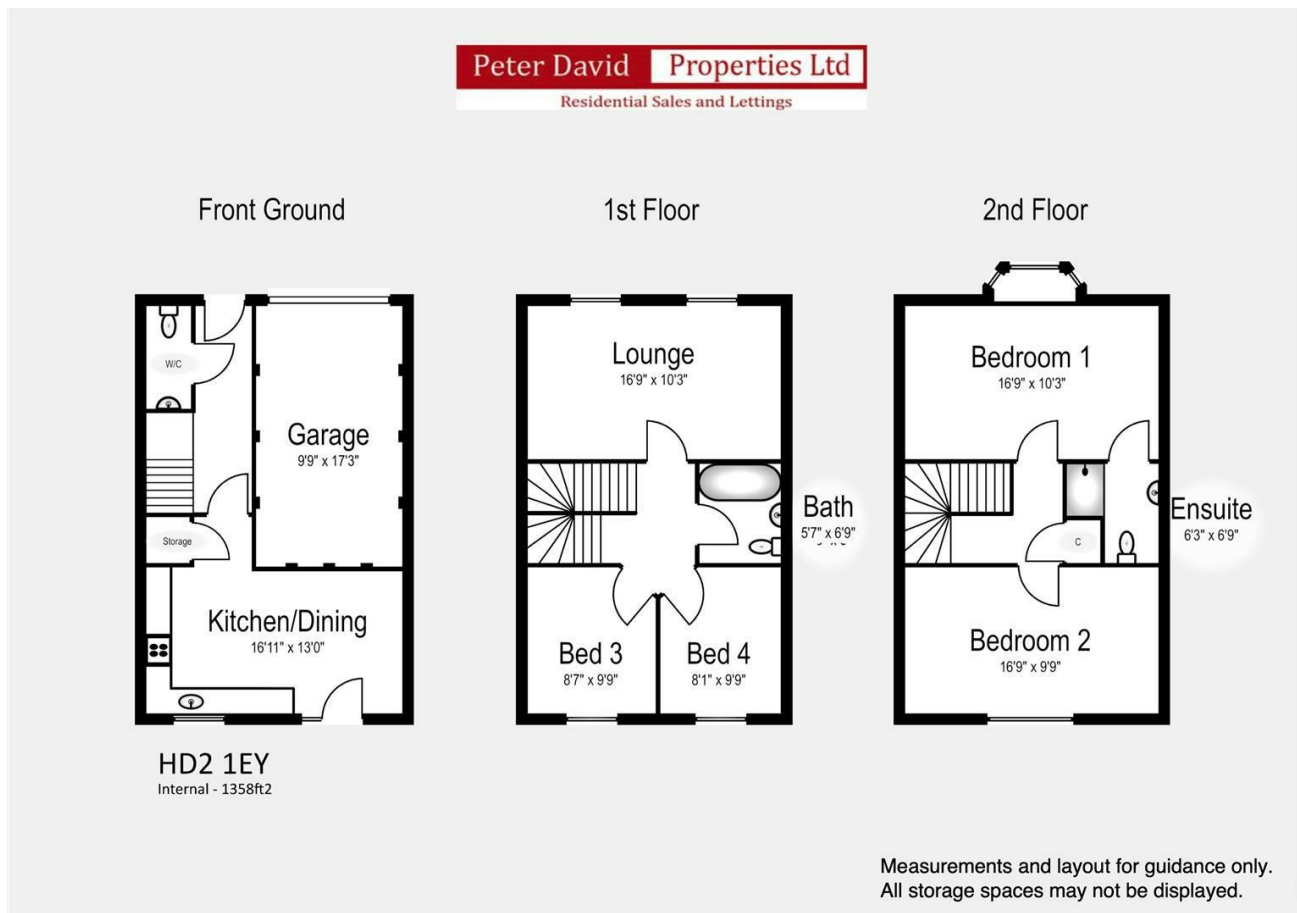 Peter David Properties Ltd
Residential Sales and Lettings
Front Ground
1st Floor
2nd Floor
W/C
Garage
9'9" x 17'3"
Storage
Kitchen/Dining
16'11" x 13'0"
Lounge
16'9" x 10'3"
Bath
5'7" x 6'9"
Bed 3
8'7" x 9'9"
Bed 4
8'1" x 9'9"
Bedroom 1
16'9" x 10'3"
Ensuite
6'3" x 6'9"
C
Bedroom 2
16'9" x 9'9"
HD2 1EY
Internal - 1358ft2
Measurements and layout for guidance only.
All storage spaces may not be displayed.